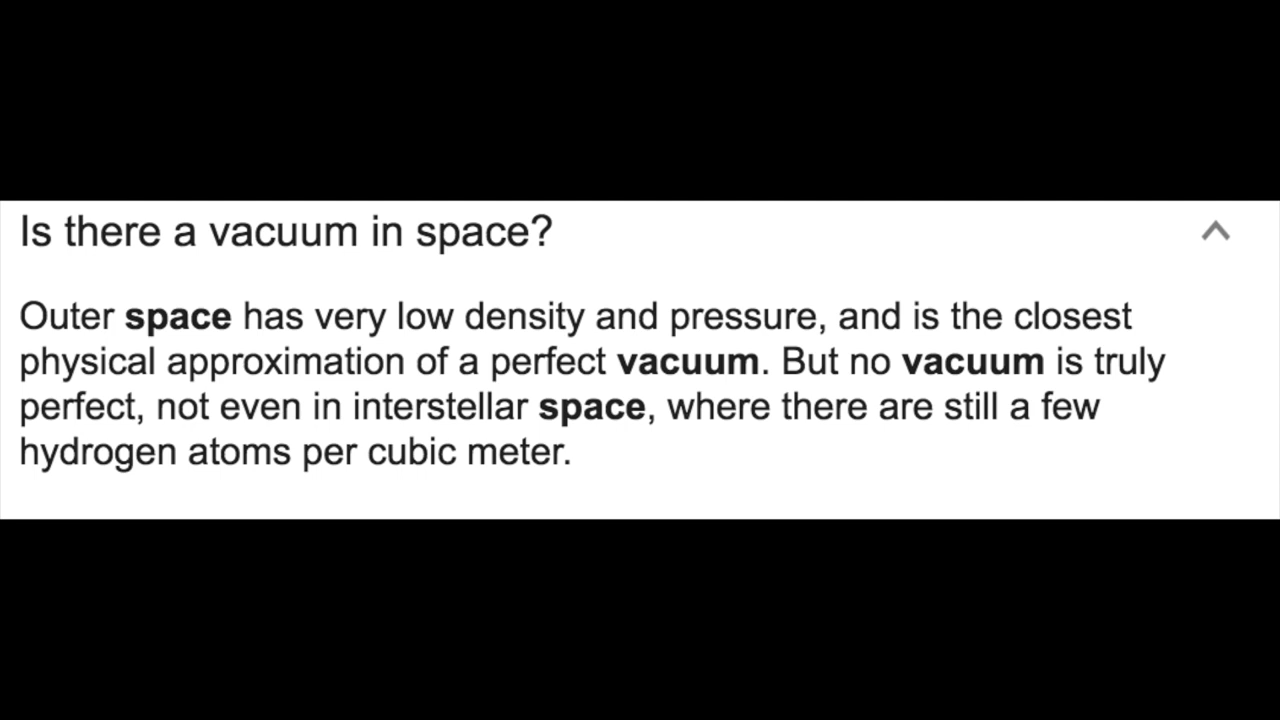 Is there a vacuum in space?
Outer space has very low density and pressure, and is the closest
physical approximation of a perfect vacuum. But no vacuum is truly
perfect, not even in interstellar space, where there are still a few
hydrogen atoms per cubic meter.